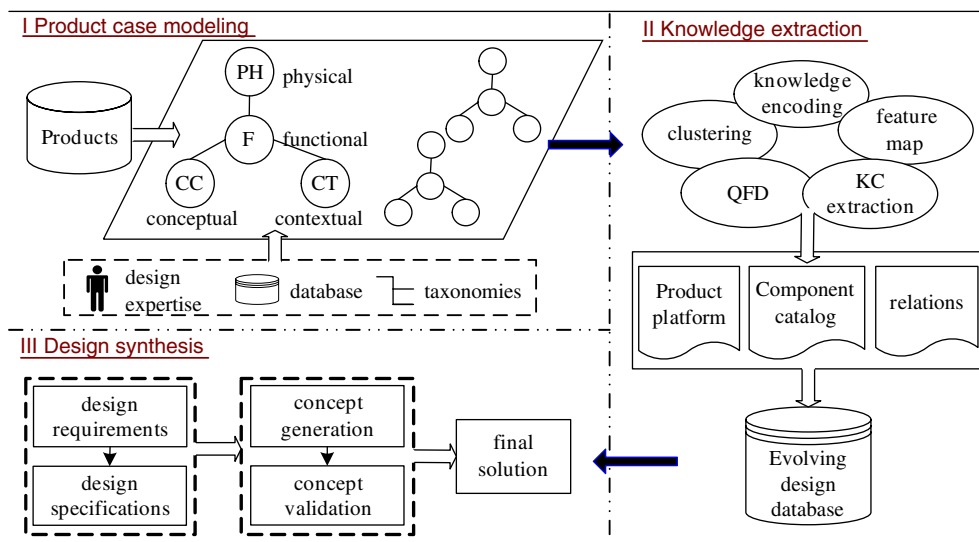 I Product case modeling
Products
PH
physical
F
functional
CC
CT
conceptual
contextual
design
expertise
database
taxonomies
II Knowledge extraction
knowledge
encoding
clustering
feature
map
QFD
KC
extraction
Product
platform
Component
catalog
relations
Evolving
design
database
III Design synthesis
design
requirements
design
specifications
concept
generation
concept
validation
final
solution